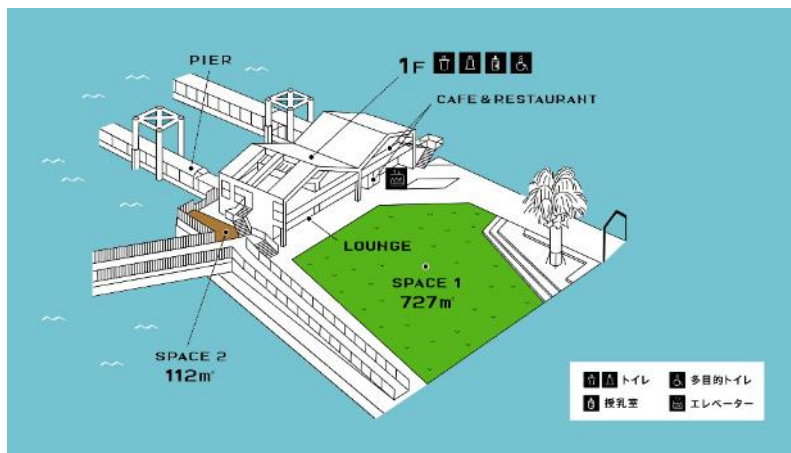 PIER
1F
CAFE & RESTAURANT
LOUNGE
SPACE 1
727㎡
SPACE 2
112㎡
トイレ
多目的トイレ
授乳室
エレベーター